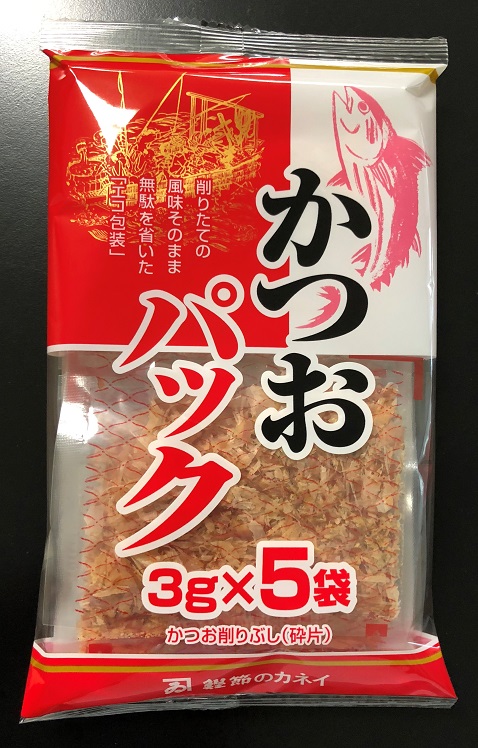 削りたての
風味そのまま
無駄を省いた
「エコ包装」
かつお
パック
3g×5袋
かつお削りぶし(砕片)
鰹節のカネイ